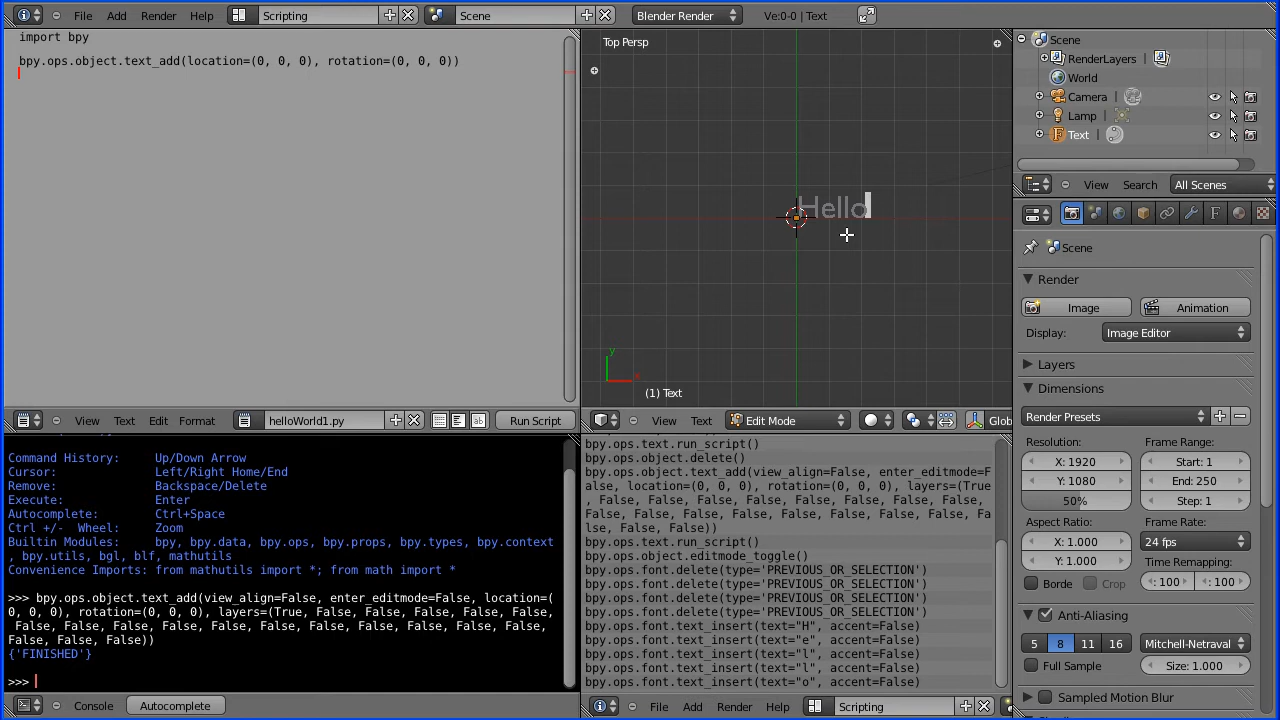 File Add Render Help Scripting Scene Blender Render Ve:0-0 | Text
import bpy
bpy.ops.object.text_add(location=(0, 0, 0), rotation=(0, 0, 0))
View Text Edit Format helloWorld1.py Run Script
Command History: Up/Down Arrow
Cursor: Left/Right Home/End
Remove: Backspace/Delete
Execute: Enter
Autocomplete: Ctrl+Space
Ctrl +/- Wheel: Zoom
Builtin Modules: bpy, bpy.data, bpy.ops, bpy.props, bpy.types, bpy.context
, bpy.utils, bgl, blf, mathutils
Convenience Imports: from mathutils import *; from math import *
>>> bpy.ops.object.text_add(view_align=False, enter_editmode=False, location=(
0, 0, 0), rotation=(0, 0, 0), layers=(True, False, False, False, False, False,
False, False, False, False, False, False, False, False, False, False, False,
False, False, False))
{'FINISHED'}
>>>
Console Autocomplete
Top Persp
Hello
y
x
(1) Text
View Text Edit Mode Glob
bpy.ops.text.run_script()
bpy.ops.object.delete()
bpy.ops.object.text_add(view_align=False, enter_editmode=F
alse, location=(0, 0, 0), rotation=(0, 0, 0), layers=(True
, False, False, False, False, False, False, False, False,
False, False, False, False, False, False, False, False, Fa
lse, False, False))
bpy.ops.text.run_script()
bpy.ops.object.editmode_toggle()
bpy.ops.font.delete(type='PREVIOUS_OR_SELECTION')
bpy.ops.font.delete(type='PREVIOUS_OR_SELECTION')
bpy.ops.font.delete(type='PREVIOUS_OR_SELECTION')
bpy.ops.font.delete(type='PREVIOUS_OR_SELECTION')
bpy.ops.font.text_insert(text="H", accent=False)
bpy.ops.font.text_insert(text="e", accent=False)
bpy.ops.font.text_insert(text="l", accent=False)
bpy.ops.font.text_insert(text="l", accent=False)
bpy.ops.font.text_insert(text="o", accent=False)
File Add Render Help Scripting
Scene
RenderLayers
World
Camera
Lamp
Text
View Search All Scenes
Scene
Render
Image Animation
Display: Image Editor
Layers
Dimensions
Render Presets
Resolution: Frame Range:
X: 1920 Start: 1
Y: 1080 End: 250
50% Step: 1
Aspect Ratio: Frame Rate:
X: 1.000 24 fps
Y: 1.000 Time Remapping:
Borde Crop : 100 : 100
Anti-Aliasing
5 8 11 16 Mitchell-Netraval
Full Sample Size: 1.000
Sampled Motion Blur